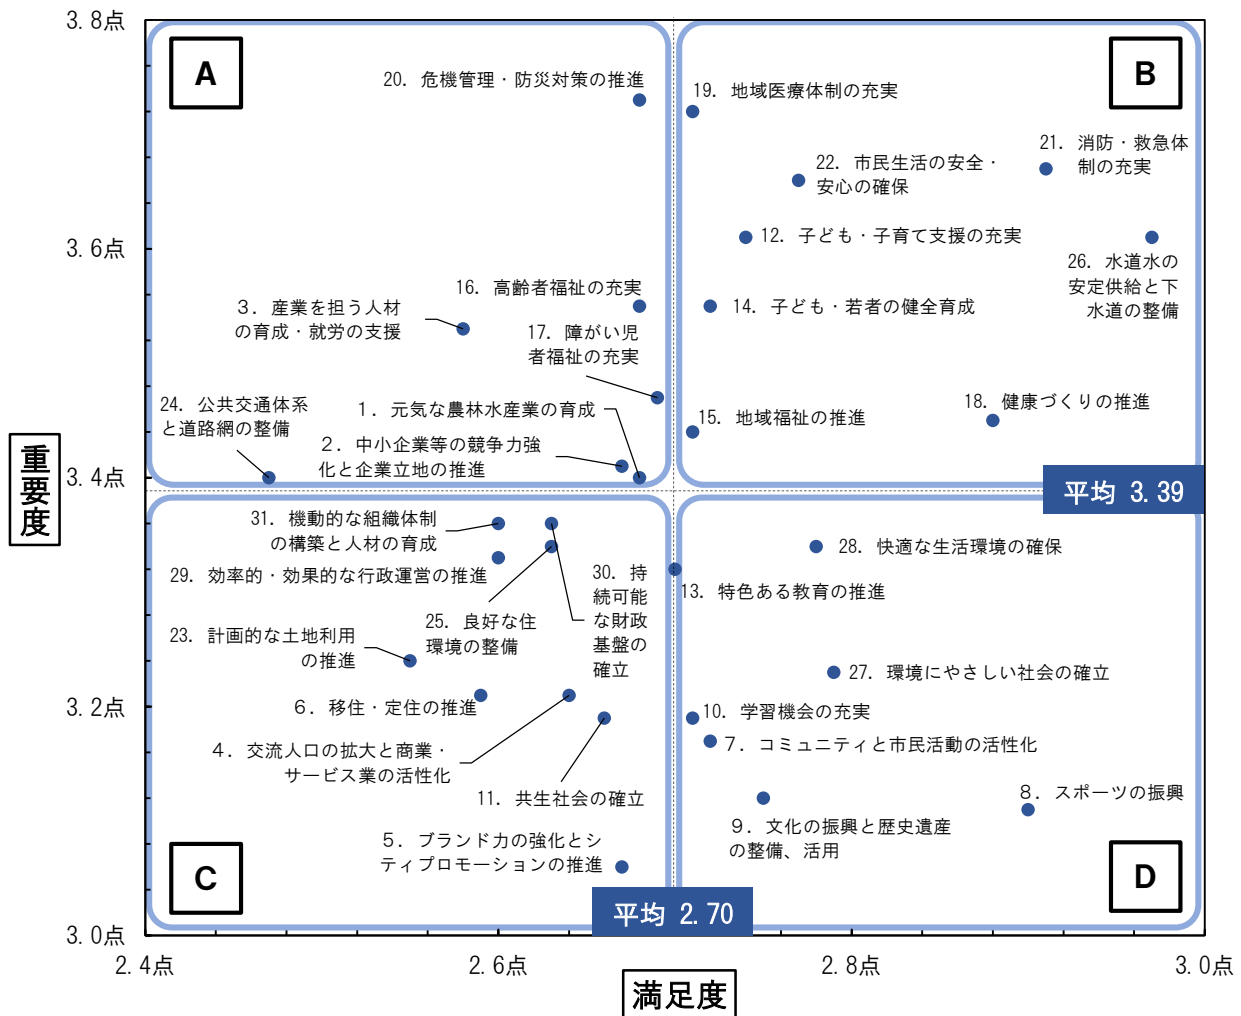 3.8点
A
B
20. 危機管理・防災対策の推進
19. 地域医療体制の充実
21. 消防・救急体
制の充実
22. 市民生活の安全・
安心の確保
12. 子ども・子育て支援の充実
3.6点
26. 水道水の
安定供給と下
水道の整備
16. 高齢者福祉の充実
3. 産業を担う人材
の育成・就労の支援
14. 子ども・若者の健全育成
17. 障がい児
者福祉の充実
24. 公共交通体系
と道路網の整備
1. 元気な農林水産業の育成
15. 地域福祉の推進
18. 健康づくりの推進
2. 中小企業等の競争力強
化と企業立地の推進
3.4点
重要度
平均 3.39
31. 機動的な組織体制
の構築と人材の育成
28. 快適な生活環境の確保
29. 効率的・効果的な行政運営の推進
30. 持
続可能
な財政
基盤の
確立
13. 特色ある教育の推進
25. 良好な住
環境の整備
23. 計画的な土地利用
の推進
27. 環境にやさしい社会の確立
3.2点
6. 移住・定住の推進
10. 学習機会の充実
4. 交流人口の拡大と商業・
サービス業の活性化
7. コミュニティと市民活動の活性化
11. 共生社会の確立
8. スポーツの振興
5. ブランド力の強化とシ
ティプロモーションの推進
9. 文化の振興と歴史遺産
の整備、活用
C
D
平均 2.70
3.0点
2.4点
2.6点
2.8点
3.0点
満足度